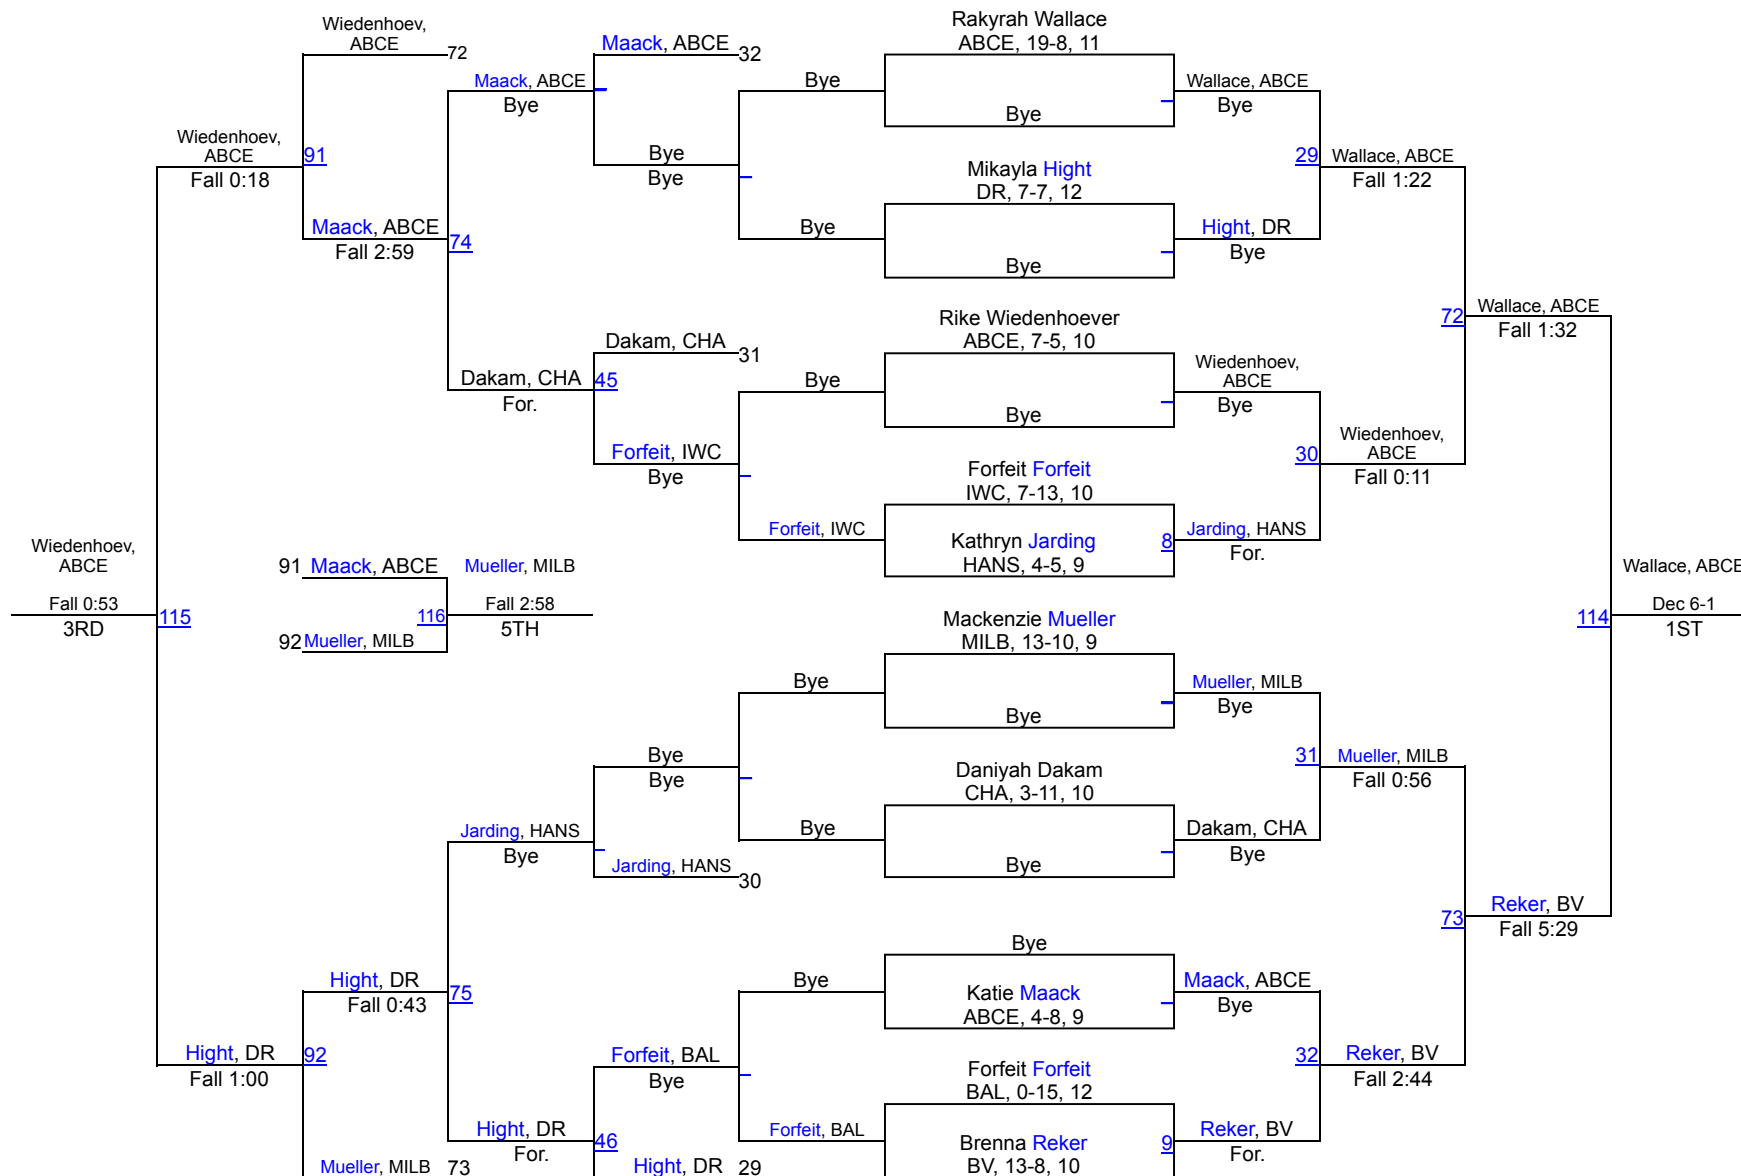 Wiedenhoev,
ABCE
72
Wiedenhoev,
ABCE
91
Fall 0:18
Maack, ABCE
Fall 2:59
74
Maack, ABCE
Bye
Maack, ABCE
32
Bye
Bye
Dakam, CHA
For.
45
Dakam, CHA
31
Forfeit, IWC
Bye
Bye
Bye
Bye
Forfeit, IWC
Rakyrah Wallace
ABCE, 19-8, 11
Bye
Wallace, ABCE
Bye
Mikayla Hight
DR, 7-7, 12
Bye
Hight, DR
Bye
29
Wallace, ABCE
Fall 1:22
Rike Wiedenhoever
ABCE, 7-5, 10
Bye
Wiedenhoev,
ABCE
Bye
Forfeit Forfeit
IWC, 7-13, 10
Kathryn Jarding
HANS, 4-5, 9
8
Jarding, HANS
For.
30
Wiedenhoev,
ABCE
Fall 0:11
72
Wallace, ABCE
Fall 1:32
Wiedenhoev,
ABCE
Fall 0:53
3RD
115
91
Maack, ABCE
92
Mueller, MILB
116
Mueller, MILB
Fall 2:58
5TH
Wallace, ABCE
114
Dec 6-1
1ST
Mackenzie Mueller
MILB, 13-10, 9
Bye
Mueller, MILB
Bye
Daniyah Dakam
CHA, 3-11, 10
Bye
Dakam, CHA
Bye
31
Mueller, MILB
Fall 0:56
Bye
Bye
Bye
Bye
Jarding, HANS
Bye
Jarding, HANS
30
Bye
Katie Maack
ABCE, 4-8, 9
Maack, ABCE
Bye
Forfeit Forfeit
BAL, 0-15, 12
Brenna Reker
BV, 13-8, 10
9
Reker, BV
For.
32
Reker, BV
Fall 2:44
73
Reker, BV
Fall 5:29
Bye
Forfeit, BAL
Forfeit, BAL
Bye
Hight, DR
Fall 0:43
75
Hight, DR
For.
46
Hight, DR
29
Hight, DR
Fall 1:00
92
Mueller, MILB
73